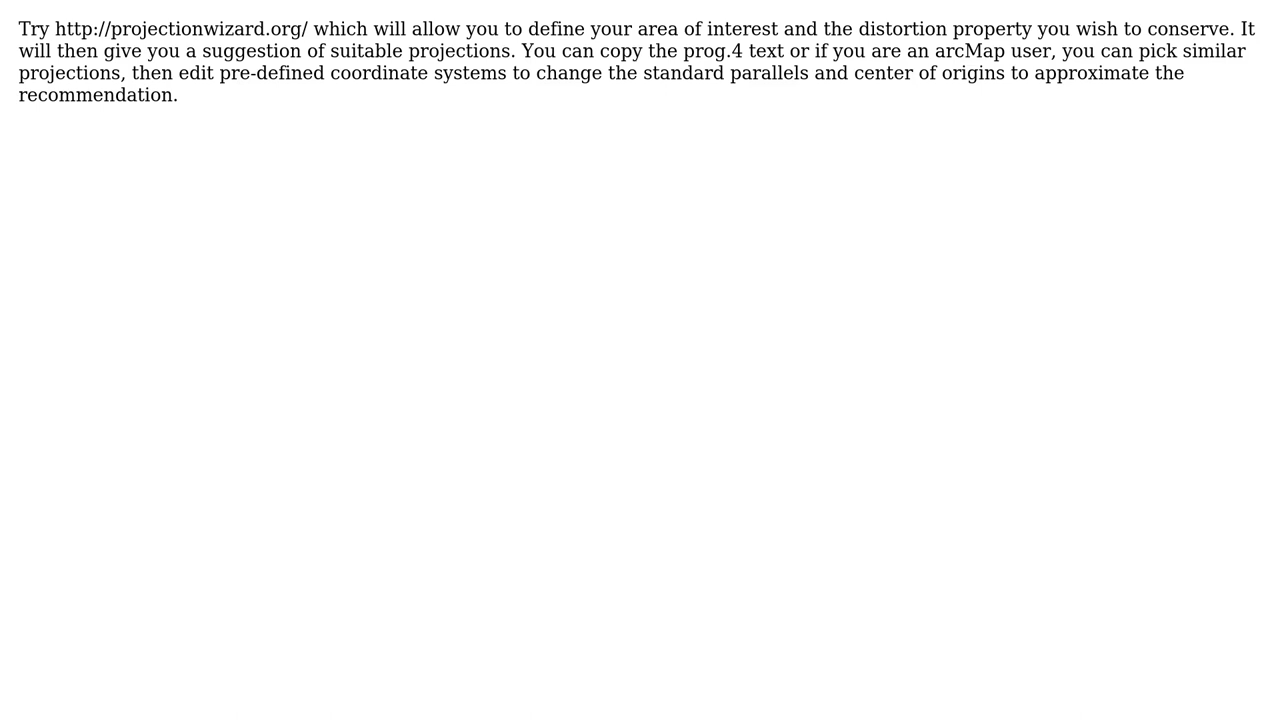 Try http://projectionwizard.org/ which will allow you to define your area of interest and the distortion property you wish to conserve. It
will then give you a suggestion of suitable projections. You can copy the prog.4 text or if you are an arcMap user, you can pick similar
projections, then edit pre-defined coordinate systems to change the standard parallels and center of origins to approximate the
recommendation.